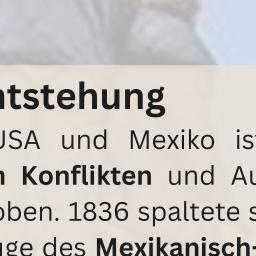 ntstehung
USA und Mexiko ist
n Konflikten und Au
oben. 1836 spaltete s
uge des Mexikanisch-